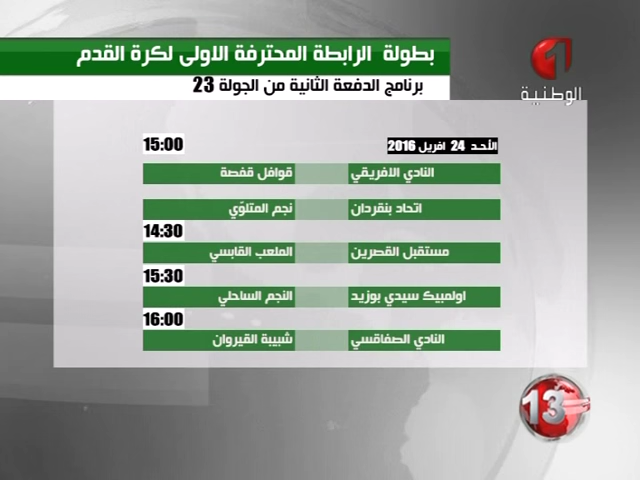 بطولة الرابطة المحترفة الاولى لكرة القدم
برنامج الدفعة الثانية من الجولة 23
1
الوطنية
الأحد 24 افريل 2016
15:00
النادي الافريقي قوافل قفصة
اتحاد بنقردان نجم المتلوّي
14:30
مستقبل القصرين الملعب القابسي
15:30
اولمبيك سيدي بوزيد النجم الساحلي
16:00
النادي الصفاقسي شبيبة القيروان
13